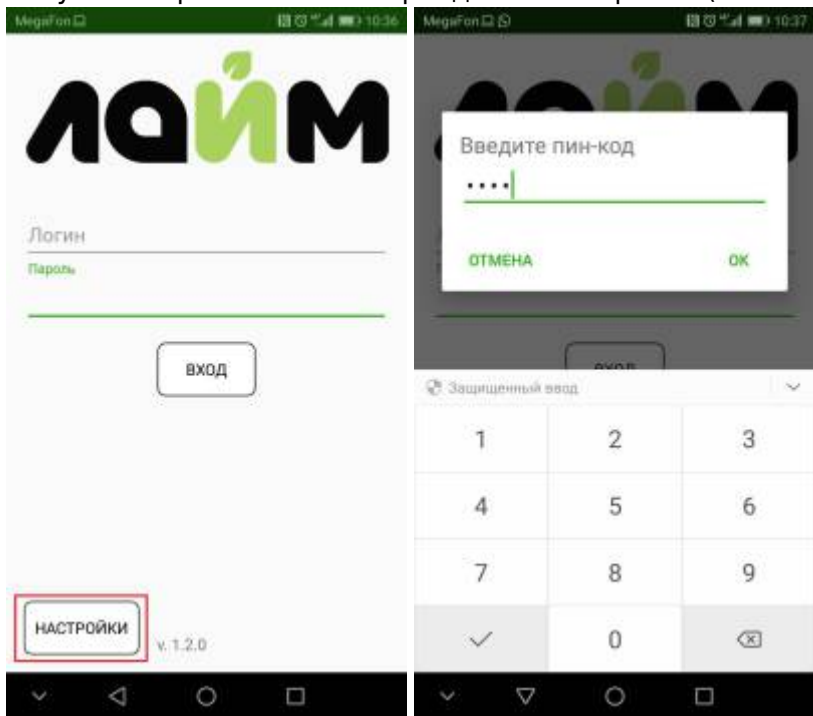 MegaFon 10:36
лайм
Логин
Пароль
ВХОД
НАСТРОЙКИ
v. 1.2.0
MegaFon 10:37
Введите пин-код
••••
ОТМЕНА OK
ВХОД
Защищенный ввод
1 2 3
4 5 6
7 8 9
0